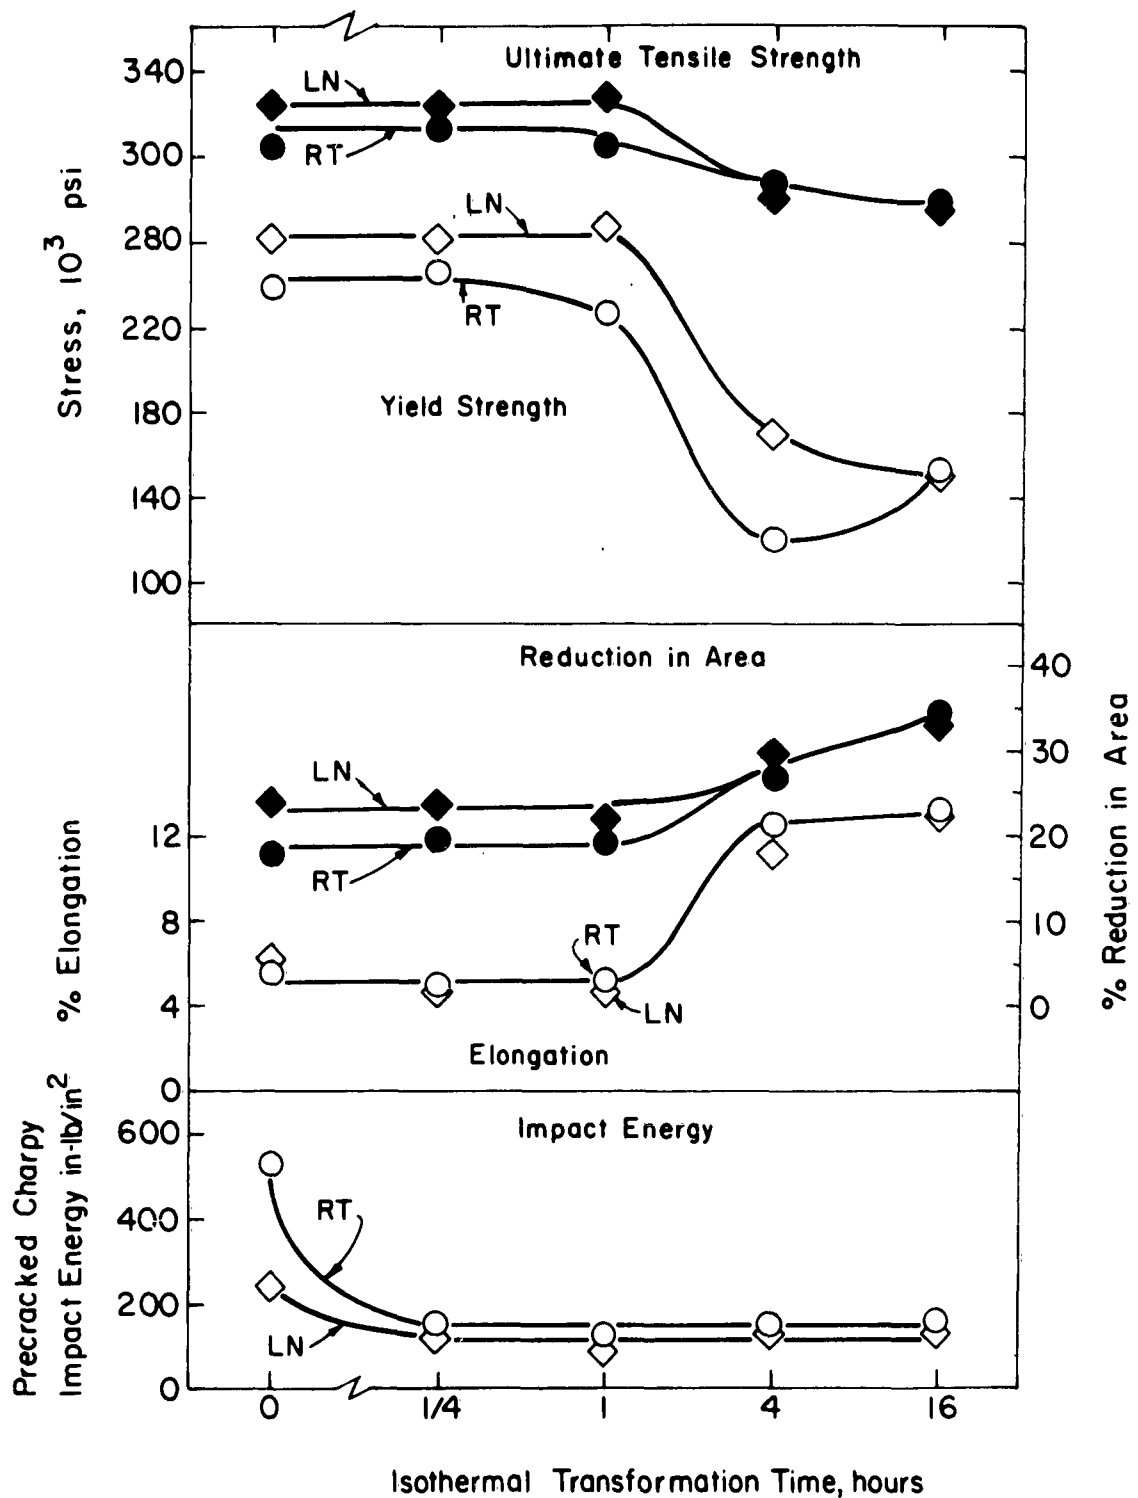 Ultimate Tensile Strength
340
LN
300
RT
LN
280
RT
220
Yield Strength
180
140
100
Stress, 10³ psi
Reduction in Area
40
30
LN
12
20
RT
8
10
RT
4
0
LN
Elongation
0
% Elongation
% Reduction in Area
600
Impact Energy
RT
400
200
LN
0
Precracked Charpy
Impact Energy in-lb/in²
0 1/4 1 4 16
Isothermal Transformation Time, hours